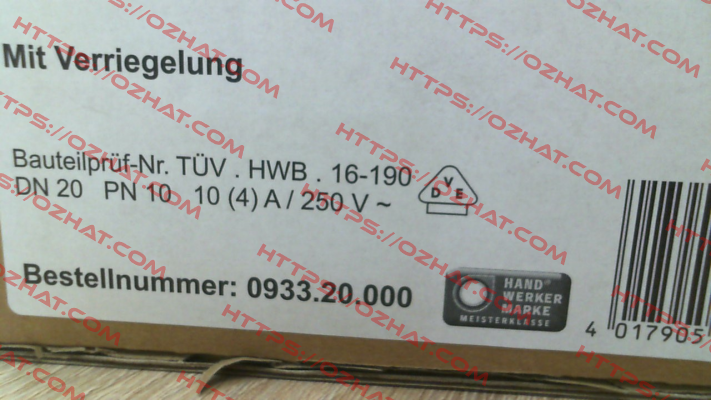 Mit Verriegelung
Bauteilprüf-Nr. TÜV . HWB . 16-190
DN 20 PN 10 10 (4) A / 250 V ~
VDE
Bestellnummer: 0933.20.000
HAND®
WERKER
MARKE
MEISTERKLASSE
4 017905
HTTPS://OZHAT.COM